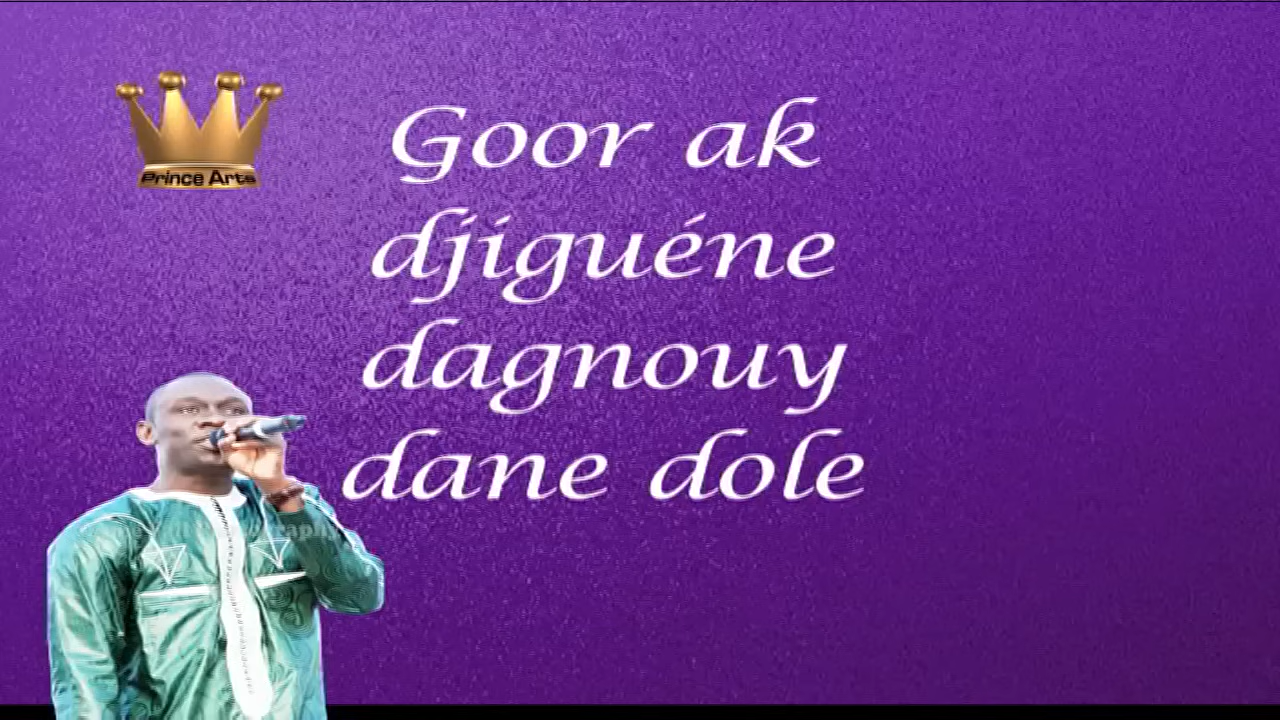 Prince Arts
Goor ak
djiguéne
dagnouy
dane dole